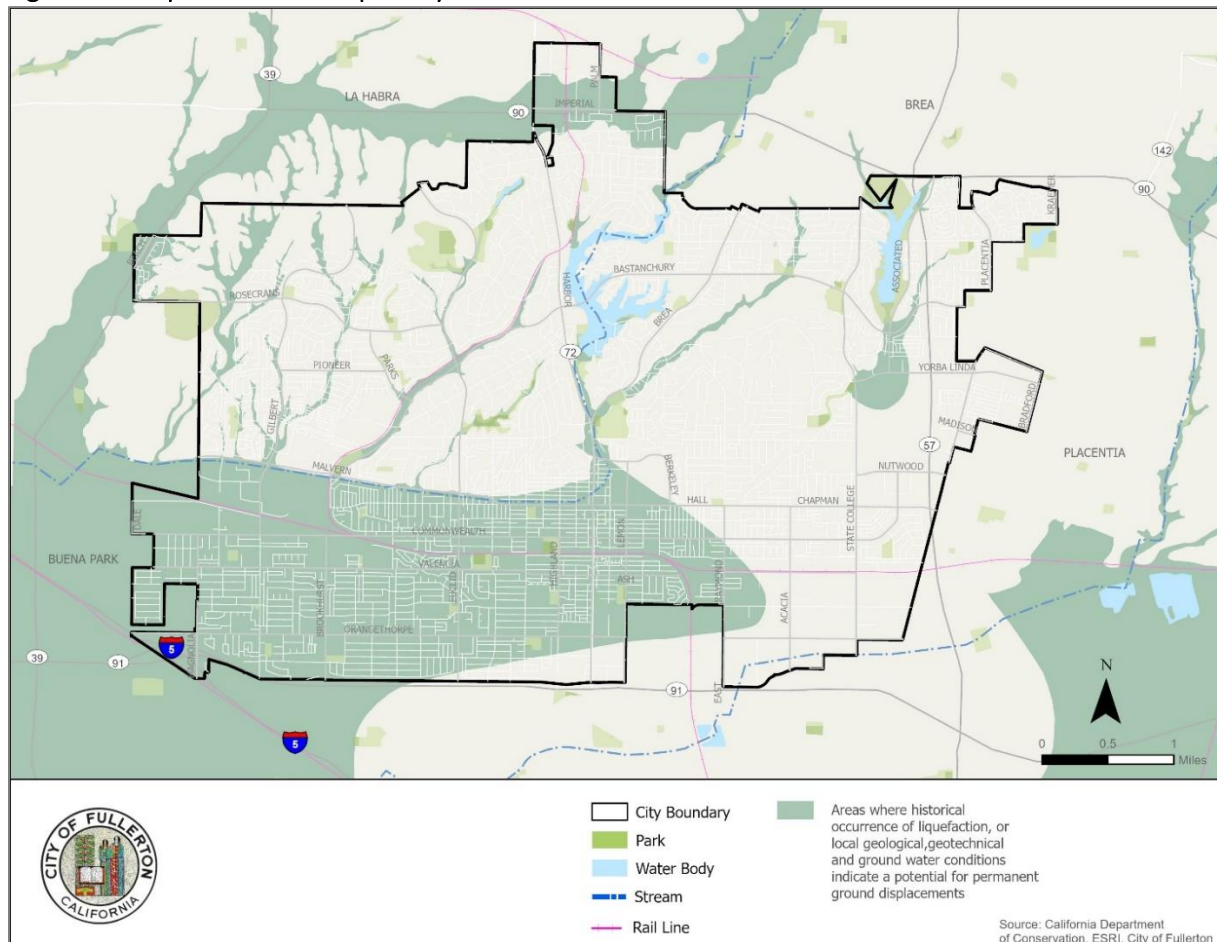 39
LA HABRA
PALM
IMPERIAL
90
BREA
142
90
KRAEMER
PLACENTIA
ASSOCIATED
BASTANCHURY
HARBOR
ROSECRANS
BREA
72
PIONEER
PARKS
YORBA LINDA
BRADFORD
GILBERT
MADISON
57
PLACENTIA
MALVERN
BERKELEY
NUTWOOD
HALL
CHAPMAN
STATE COLLEGE
DALE
COMMONWEALTH
LEMON
BUENA PARK
VALENCIA
EUCLID
HIGHLAND
ASH
RAYMOND
BROOKHURST
ACACIA
ORANGETHORPE
MAGNOLIA
5
39
91
91
EAST
5
N
0 0.5 1
Miles
CITY OF FULLERTON
CALIFORNIA
City Boundary
Park
Water Body
Stream
Rail Line
Areas where historical
occurrence of liquefaction, or
local geological,geotechnical
and ground water conditions
indicate a potential for permanent
ground displacements
Source: California Department
of Conservation, ESRI, City of Fullerton